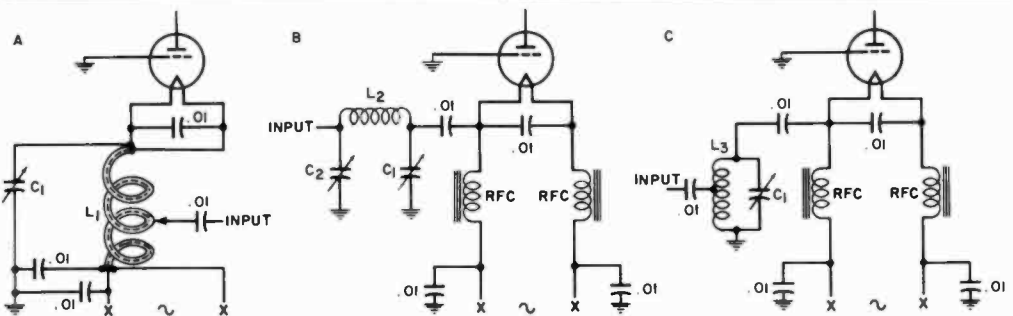 A
.01
C1
L1
.01
INPUT
.01
.01
X ~ X
B
L2
INPUT
.01
.01
C2
C1
RFC
RFC
.01
.01
X ~ X
C
.01
.01
L3
INPUT
.01
C1
RFC
RFC
.01
.01
X ~ X